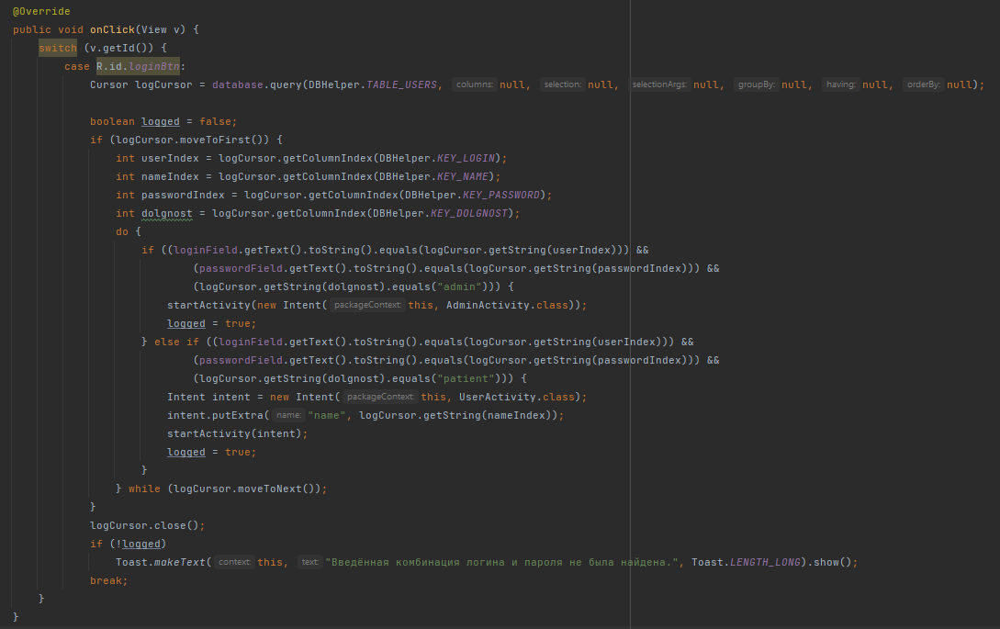 @Override
public void onClick(View v) {
switch (v.getId()) {
case R.id.loginBtn:
Cursor logCursor = database.query(DBHelper.TABLE_USERS, columns: null, selection: null, selectionArgs: null, groupBy: null, having: null, orderBy: null);
boolean logged = false;
if (logCursor.moveToFirst()) {
int userIndex = logCursor.getColumnIndex(DBHelper.KEY_LOGIN);
int nameIndex = logCursor.getColumnIndex(DBHelper.KEY_NAME);
int passwordIndex = logCursor.getColumnIndex(DBHelper.KEY_PASSWORD);
int dolgnost = logCursor.getColumnIndex(DBHelper.KEY_DOLGNOST);
do {
if ((loginField.getText().toString().equals(logCursor.getString(userIndex))) &&
(passwordField.getText().toString().equals(logCursor.getString(passwordIndex))) &&
(logCursor.getString(dolgnost).equals("admin"))) {
startActivity(new Intent( packageContext: this, AdminActivity.class));
logged = true;
} else if ((loginField.getText().toString().equals(logCursor.getString(userIndex))) &&
(passwordField.getText().toString().equals(logCursor.getString(passwordIndex))) &&
(logCursor.getString(dolgnost).equals("patient"))) {
Intent intent = new Intent( packageContext: this, UserActivity.class);
intent.putExtra( name: "name", logCursor.getString(nameIndex));
startActivity(intent);
logged = true;
}
} while (logCursor.moveToNext());
}
logCursor.close();
if (!logged)
Toast.makeText( context: this, text: "Введённая комбинация логина и пароля не была найдена.", Toast.LENGTH_LONG).show();
break;
}
}